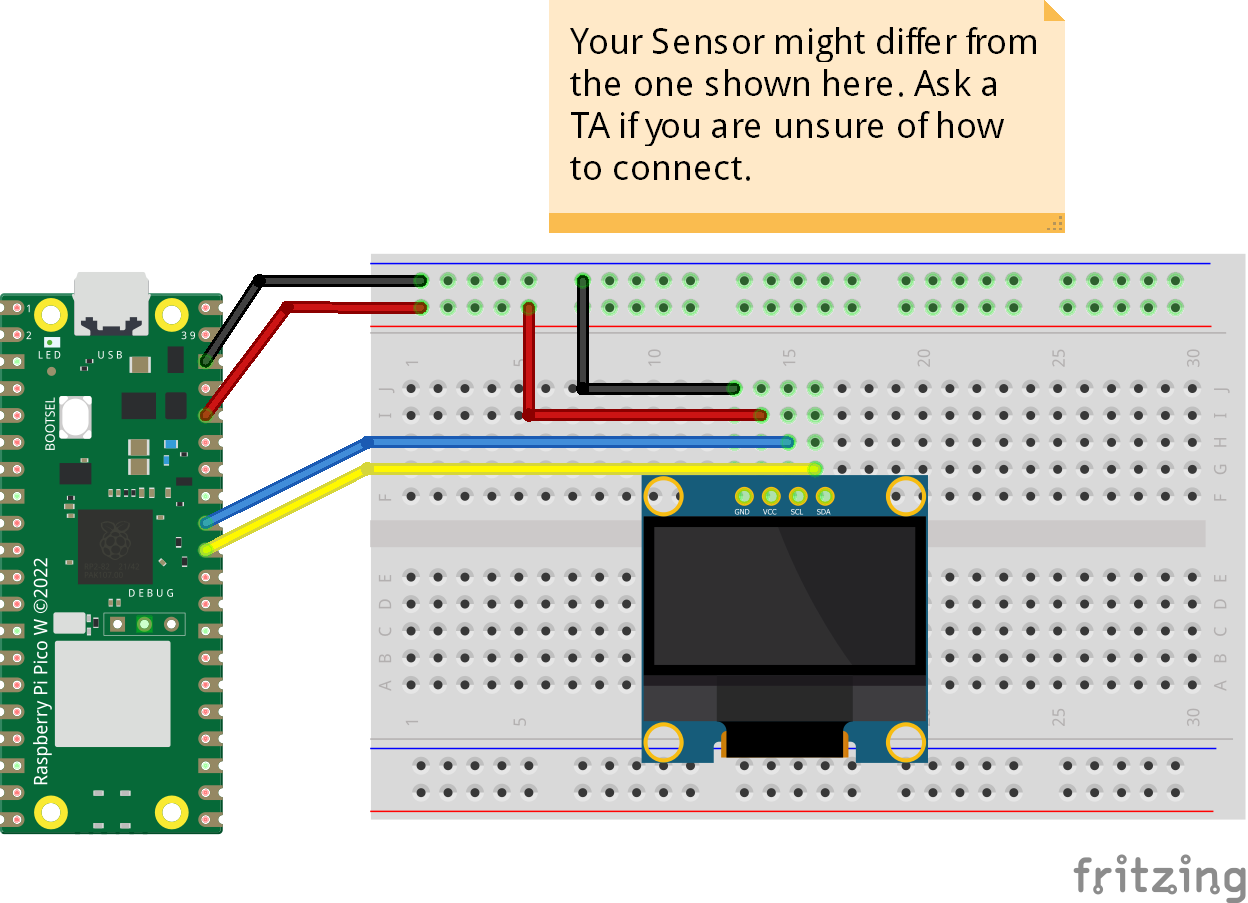 Your Sensor might differ from
the one shown here. Ask a
TA if you are unsure of how
to connect.
1
2
39
LED
USB
BOOTSEL
DEBUG
Raspberry Pi Pico W ©2022
1 5 10 15 20 25 30
J J
I I
H H
G G
F F
GND VCC SCL SDA
E E
D D
C C
B B
A A
1 5 25 30
fritzing